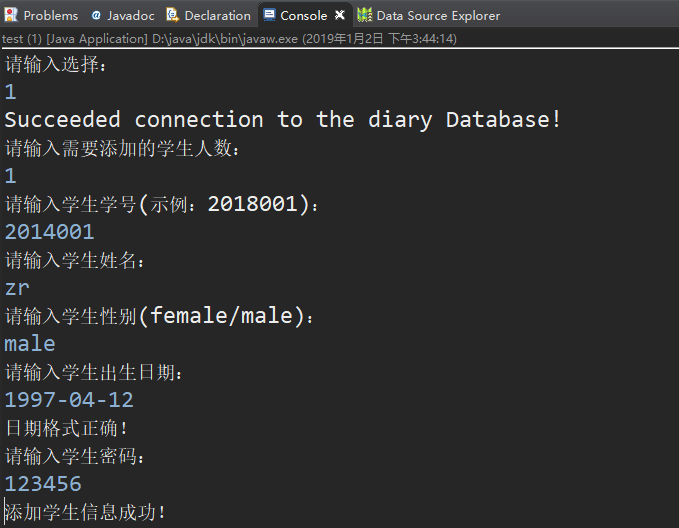 Problems @ Javadoc Declaration Console Data Source Explorer
test (1) [Java Application] D:\java\jdk\bin\javaw.exe (2019年1月2日 下午3:44:14)
请输入选择：
1
Succeeded connection to the diary Database!
请输入需要添加的学生人数：
1
请输入学生学号(示例：2018001)：
2014001
请输入学生姓名：
zr
请输入学生性别(female/male)：
male
请输入学生出生日期：
1997-04-12
日期格式正确！
请输入学生密码：
123456
添加学生信息成功！